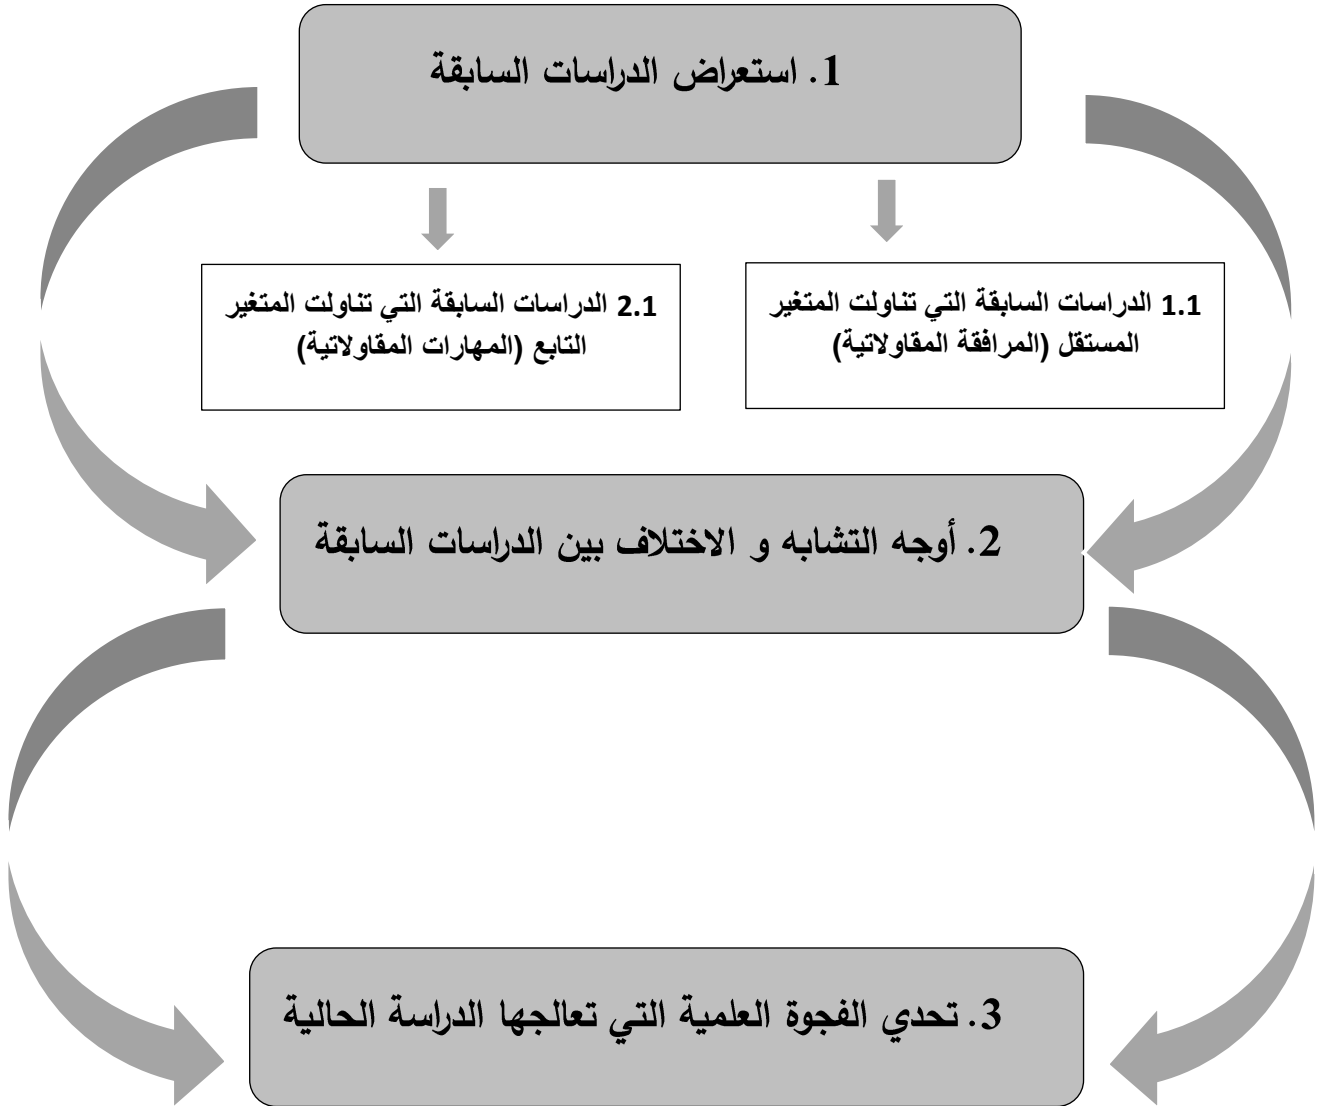 1. استعراض الدراسات السابقة
1.1 الدراسات السابقة التي تناولت المتغير
المستقل (المرافقة المقاولاتية)
2.1 الدراسات السابقة التي تناولت المتغير
التابع (المهارات المقاولاتية)
2. أوجه التشابه و الاختلاف بين الدراسات السابقة
3. تحدي الفجوة العلمية التي تعالجها الدراسة الحالية